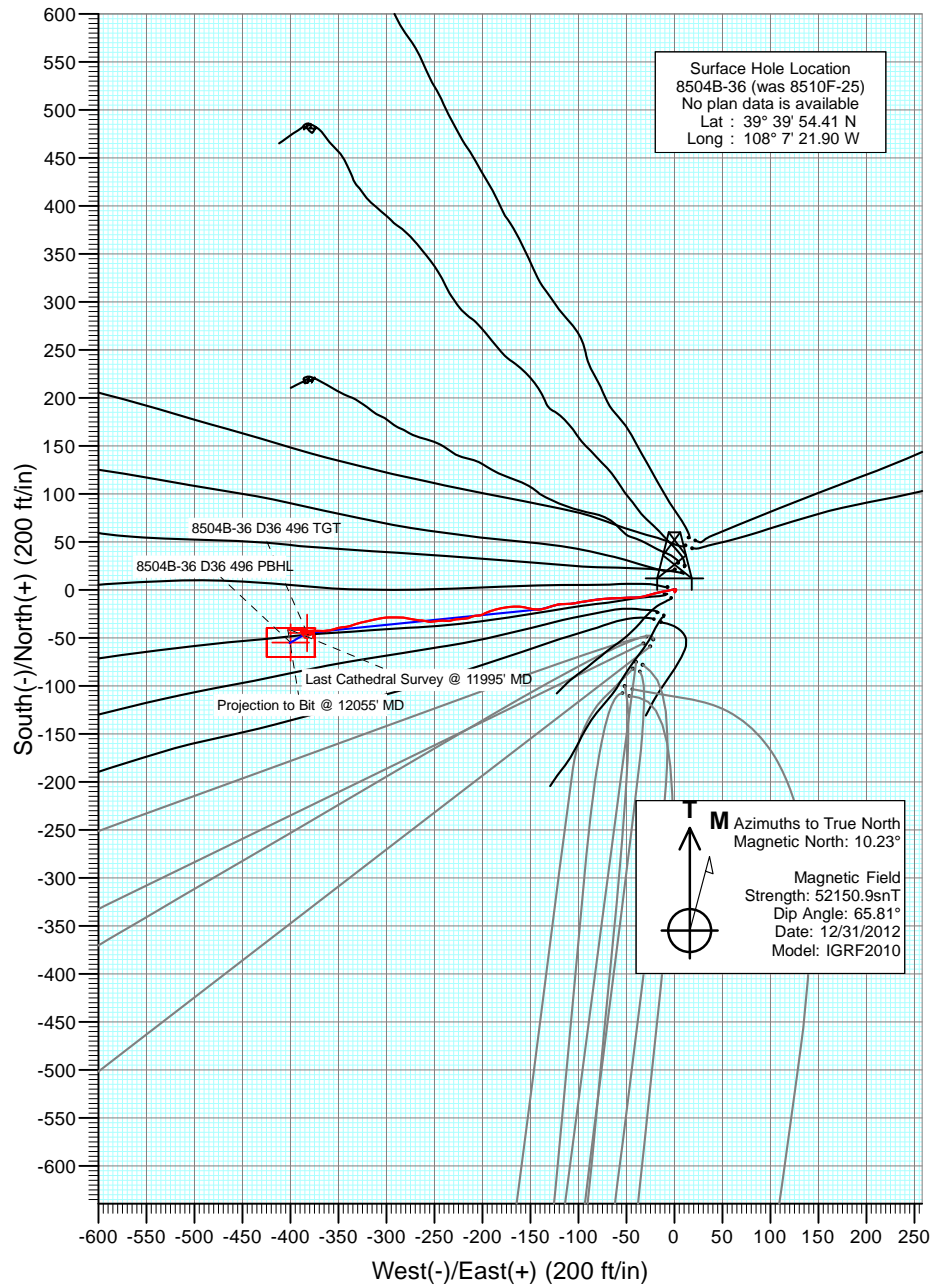 600
550
500
450
400
350
300
250
200
150
100
50
0
-50
-100
-150
-200
-250
-300
-350
-400
-450
-500
-550
-600
South(-)/North(+) (200 ft/in)
Surface Hole Location
8504B-36 (was 8510F-25)
No plan data is available
Lat : 39° 39' 54.41 N
Long : 108° 7' 21.90 W
8504B-36 D36 496 TGT
8504B-36 D36 496 PBHL
Last Cathedral Survey @ 11995' MD
Projection to Bit @ 12055' MD
T
M
Azimuths to True North
Magnetic North: 10.23°
Magnetic Field
Strength: 52150.9snT
Dip Angle: 65.81°
Date: 12/31/2012
Model: IGRF2010
-600 -550 -500 -450 -400 -350 -300 -250 -200 -150 -100 -50 0 50 100 150 200 250
West(-)/East(+) (200 ft/in)